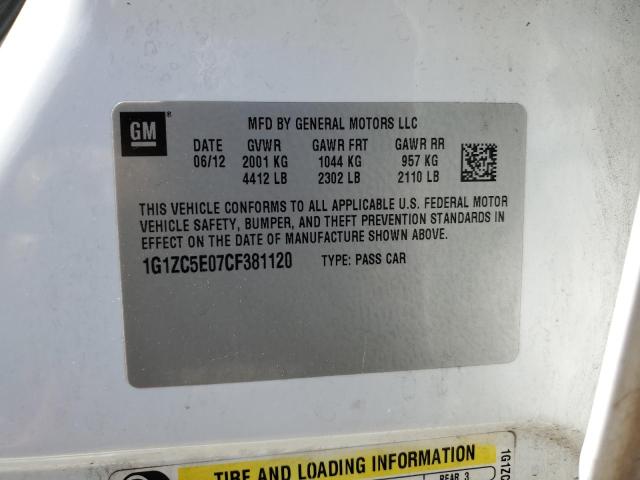 GM
®
MFD BY GENERAL MOTORS LLC
DATE GVWR GAWR FRT GAWR RR
06/12 2001 KG 1044 KG 957 KG
4412 LB 2302 LB 2110 LB
THIS VEHICLE CONFORMS TO ALL APPLICABLE U.S. FEDERAL MOTOR
VEHICLE SAFETY, BUMPER, AND THEFT PREVENTION STANDARDS IN
EFFECT ON THE DATE OF MANUFACTURE SHOWN ABOVE.
1G1ZC5E07CF381120 TYPE: PASS CAR
TIRE AND LOADING INFORMATION
REAR 3
1G1ZC